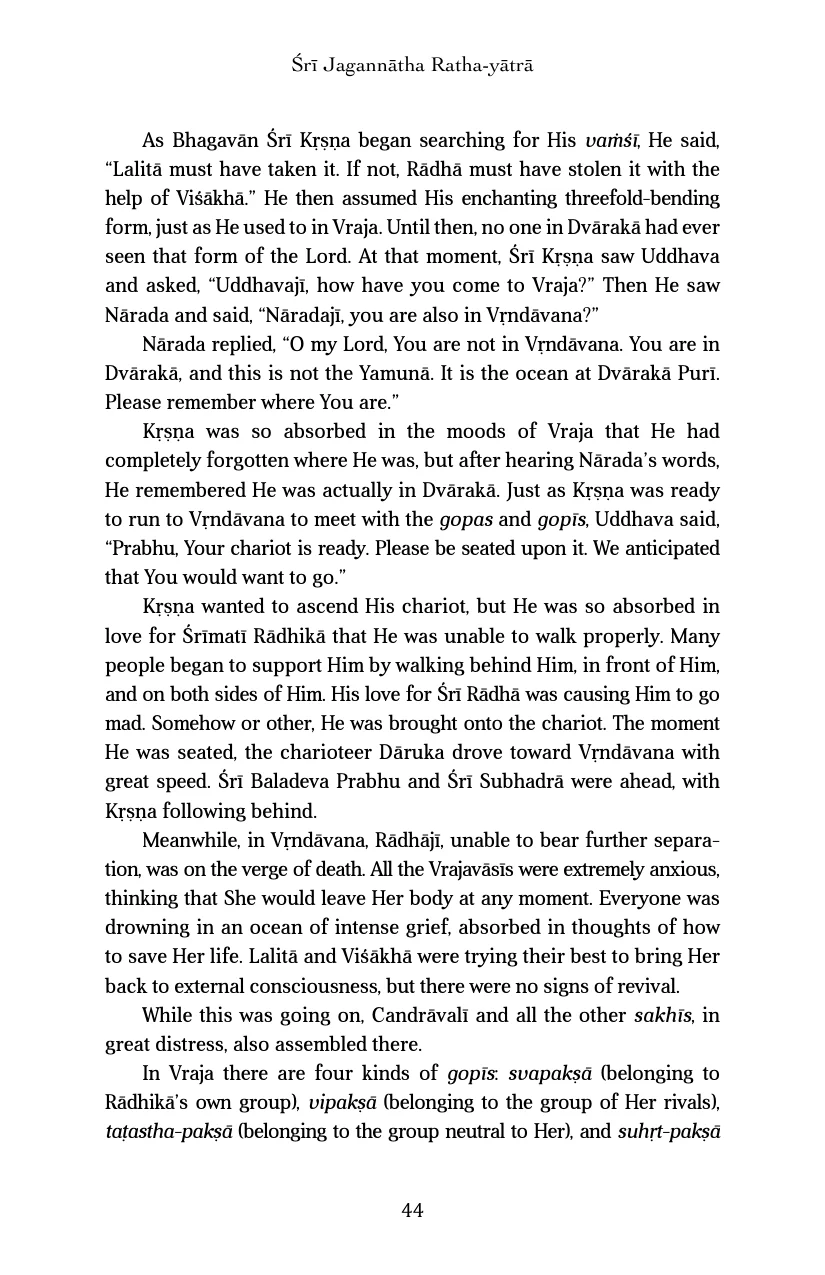 Śrī Jagannātha Ratha-yātrā
As Bhagavān Śrī Kṛṣṇa began searching for His vaṁśī, He said,
“Lalitā must have taken it. If not, Rādhā must have stolen it with the
help of Viśākhā.” He then assumed His enchanting threefold-bending
form, just as He used to in Vraja. Until then, no one in Dvārakā had ever
seen that form of the Lord. At that moment, Śrī Kṛṣṇa saw Uddhava
and asked, “Uddhavajī, how have you come to Vraja?” Then He saw
Nārada and said, “Nāradajī, you are also in Vṛndāvana?”
Nārada replied, “O my Lord, You are not in Vṛndāvana. You are in
Dvārakā, and this is not the Yamunā. It is the ocean at Dvārakā Purī.
Please remember where You are.”
Kṛṣṇa was so absorbed in the moods of Vraja that He had
completely forgotten where He was, but after hearing Nārada’s words,
He remembered He was actually in Dvārakā. Just as Kṛṣṇa was ready
to run to Vṛndāvana to meet with the gopas and gopīs, Uddhava said,
“Prabhu, Your chariot is ready. Please be seated upon it. We anticipated
that You would want to go.”
Kṛṣṇa wanted to ascend His chariot, but He was so absorbed in
love for Śrīmatī Rādhikā that He was unable to walk properly. Many
people began to support Him by walking behind Him, in front of Him,
and on both sides of Him. His love for Śrī Rādhā was causing Him to go
mad. Somehow or other, He was brought onto the chariot. The moment
He was seated, the charioteer Dāruka drove toward Vṛndāvana with
great speed. Śrī Baladeva Prabhu and Śrī Subhadrā were ahead, with
Kṛṣṇa following behind.
Meanwhile, in Vṛndāvana, Rādhājī, unable to bear further separa-
tion, was on the verge of death. All the Vrajavāsīs were extremely anxious,
thinking that She would leave Her body at any moment. Everyone was
drowning in an ocean of intense grief, absorbed in thoughts of how
to save Her life. Lalitā and Viśākhā were trying their best to bring Her
back to external consciousness, but there were no signs of revival.
While this was going on, Candrāvalī and all the other sakhīs, in
great distress, also assembled there.
In Vraja there are four kinds of gopīs: svapakṣā (belonging to
Rādhikā’s own group), vipakṣā (belonging to the group of Her rivals),
taṭastha-pakṣā (belonging to the group neutral to Her), and suhṛt-pakṣā
44